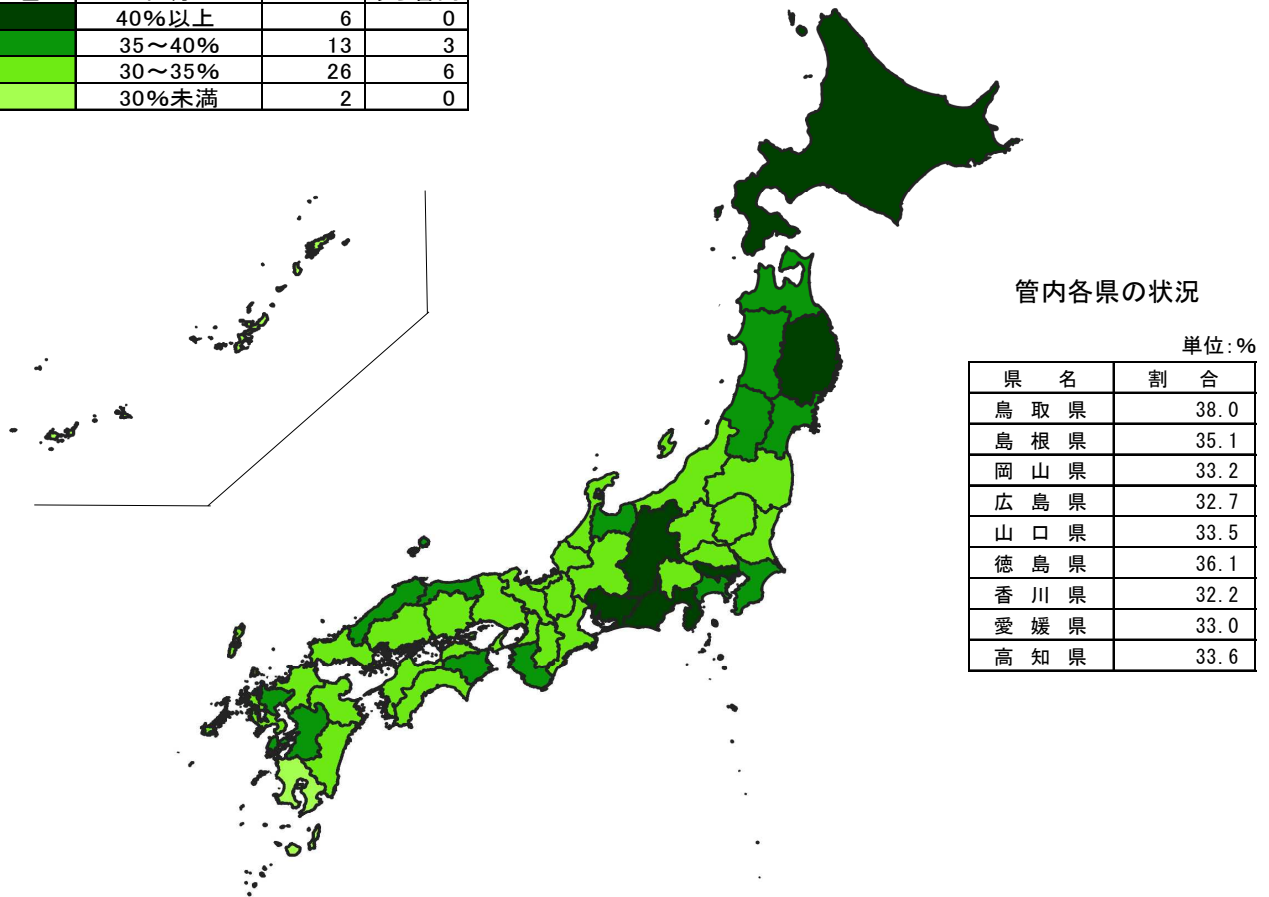 40%以上 6 0
35～40% 13 3
30～35% 26 6
30%未満 2 0
管内各県の状況
単位：%
県 名 割 合
鳥 取 県 38.0
島 根 県 35.1
岡 山 県 33.2
広 島 県 32.7
山 口 県 33.5
徳 島 県 36.1
香 川 県 32.2
愛 媛 県 33.0
高 知 県 33.6